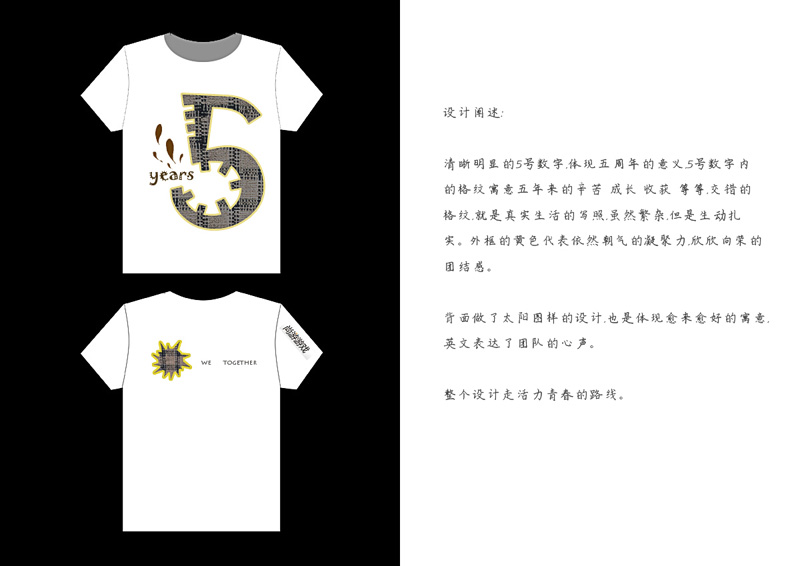 5
years
WE TOGETHER
尚游游戏
设计阐述:
清晰明显的5号数字,体现五周年的意义,5号数字内
的格纹寓意五年来的辛苦 成长 收获 等等,交错的
格纹,就是真实生活的写照,虽然繁杂,但是生动扎
实。外框的黄色代表依然朝气的凝聚力,欣欣向荣的
团结感。
背面做了太阳图样的设计,也是体现愈来愈好的寓意,
英文表达了团队的心声。
整个设计走活力青春的路线。